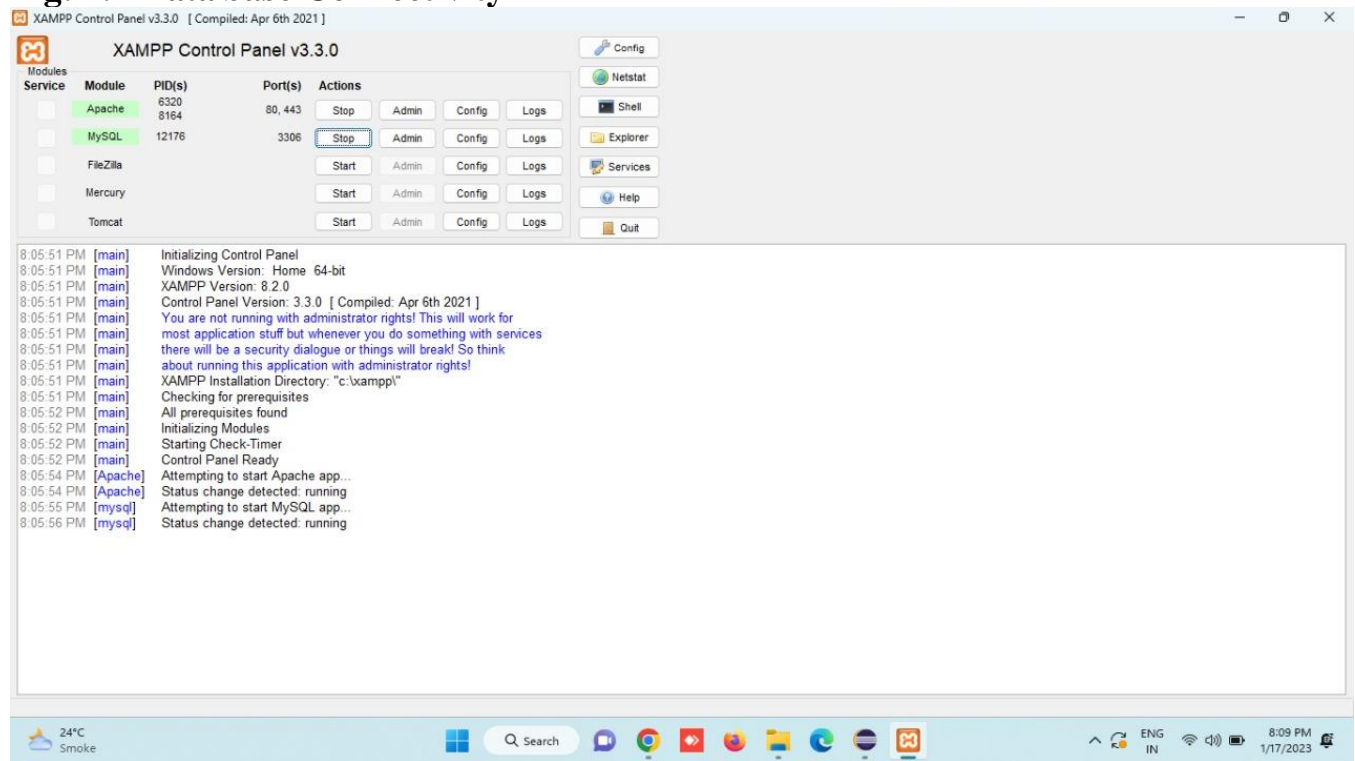 XAMPP Control Panel v3.3.0 [ Compiled: Apr 6th 2021 ]
XAMPP Control Panel v3.3.0
Config
Modules
Service Module PID(s) Port(s) Actions
Netstat
Apache 6320 8164 80, 443 Stop Admin Config Logs
Shell
MySQL 12176 3306 Stop Admin Config Logs
Explorer
FileZilla Start Admin Config Logs
Services
Mercury Start Admin Config Logs
Help
Tomcat Start Admin Config Logs
Quit
8:05:51 PM [main] Initializing Control Panel
8:05:51 PM [main] Windows Version: Home 64-bit
8:05:51 PM [main] XAMPP Version: 8.2.0
8:05:51 PM [main] Control Panel Version: 3.3.0 [ Compiled: Apr 6th 2021 ]
8:05:51 PM [main] You are not running with administrator rights! This will work for
8:05:51 PM [main] most application stuff but whenever you do something with services
8:05:51 PM [main] there will be a security dialogue or things will break! So think
8:05:51 PM [main] about running this application with administrator rights!
8:05:51 PM [main] XAMPP Installation Directory: "c:\xampp\"
8:05:51 PM [main] Checking for prerequisites
8:05:52 PM [main] All prerequisites found
8:05:52 PM [main] Initializing Modules
8:05:52 PM [main] Starting Check-Timer
8:05:52 PM [main] Control Panel Ready
8:05:54 PM [Apache] Attempting to start Apache app...
8:05:54 PM [Apache] Status change detected: running
8:05:55 PM [mysql] Attempting to start MySQL app...
8:05:56 PM [mysql] Status change detected: running
24°C
Smoke
Search
ENG
IN
8:09 PM
1/17/2023